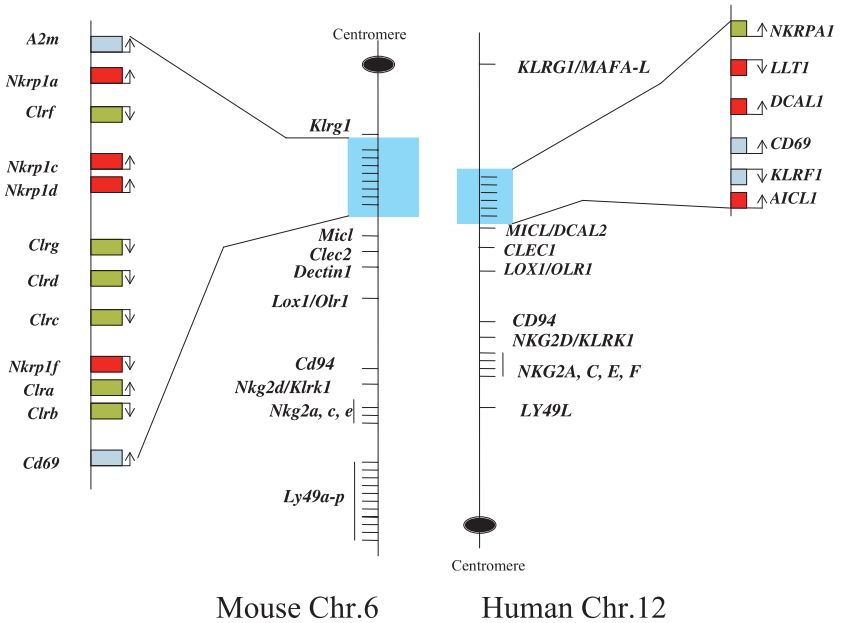 A2m
Nkrp1a
Clrf
Nkrp1c
Nkrp1d
Clrg
Clrd
Clrc
Nkrp1f
Clra
Clrb
Cd69
Centromere
Klrg1
Micl
Clec2
Dectin1
Lox1/Olr1
Cd94
Nkg2d/Klrk1
Nkg2a, c, e
Ly49a-p
Mouse Chr.6
KLRG1/MAFA-L
MICL/DCAL2
CLEC1
LOX1/OLR1
CD94
NKG2D/KLRK1
NKG2A, C, E, F
LY49L
Centromere
Human Chr.12
NKRPA1
LLT1
DCAL1
CD69
KLRF1
AICL1